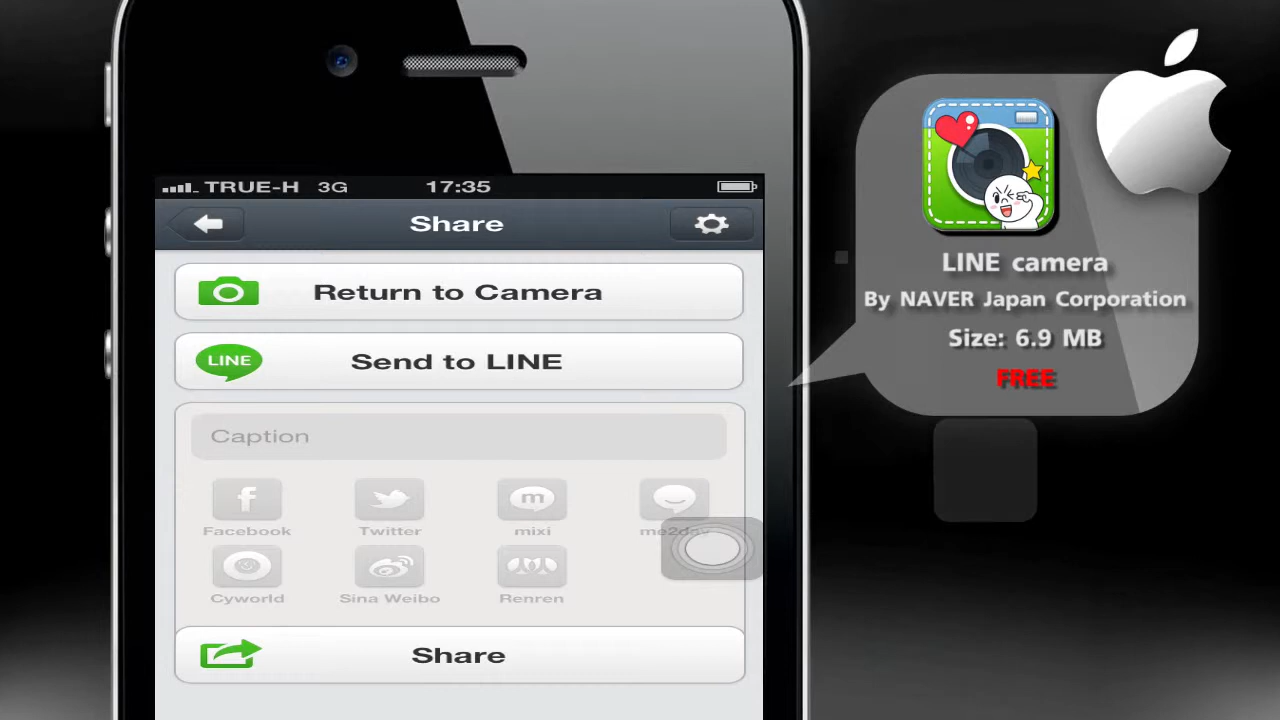 TRUE-H 3G 17:35
Share
Return to Camera
LINE
Send to LINE
Caption
f
m
Facebook Twitter mixi me2day
Cyworld Sina Weibo Renren
Share
LINE camera
By NAVER Japan Corporation
Size: 6.9 MB
FREE